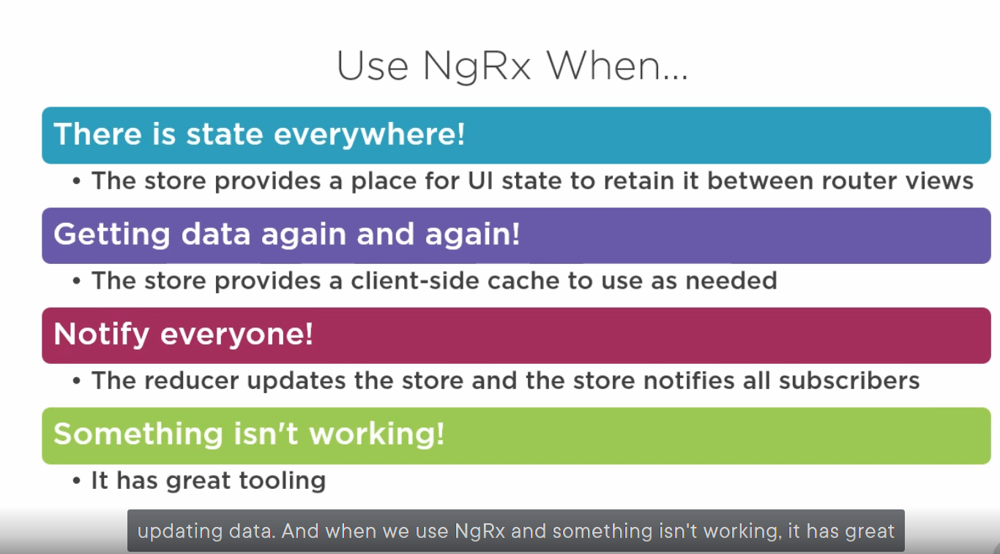 Use NgRx When...
There is state everywhere!
• The store provides a place for UI state to retain it between router views
Getting data again and again!
• The store provides a client-side cache to use as needed
Notify everyone!
• The reducer updates the store and the store notifies all subscribers
Something isn't working!
• It has great tooling
updating data. And when we use NgRx and something isn't working, it has great